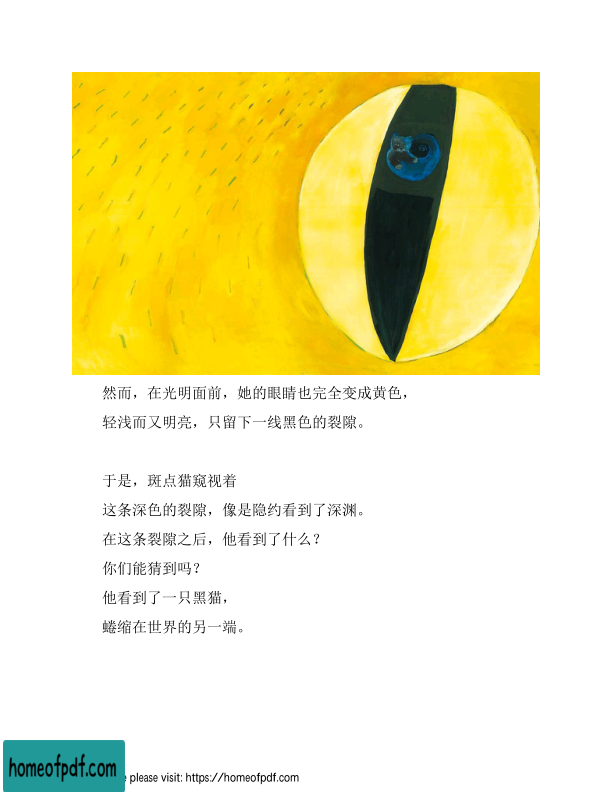 然而，在光明面前，她的眼睛也完全变成黄色，
轻浅而又明亮，只留下一线黑色的裂隙。
于是，斑点猫窥视着
这条深色的裂隙，像是隐约看到了深渊。
在这条裂隙之后，他看到了什么？
你们能猜到吗？
他看到了一只黑猫，
蜷缩在世界的另一端。
homeofpdf.com
please visit: https://homeofpdf.com